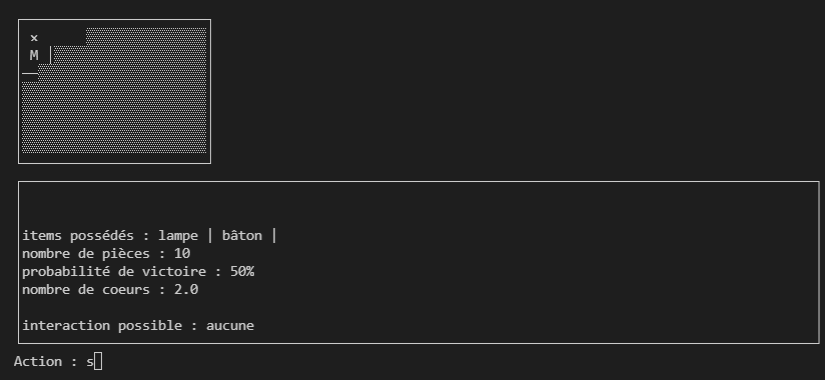 ×
M
items possédés : lampe | bâton |
nombre de pièces : 10
probabilité de victoire : 50%
nombre de coeurs : 2.0
interaction possible : aucune
Action : s